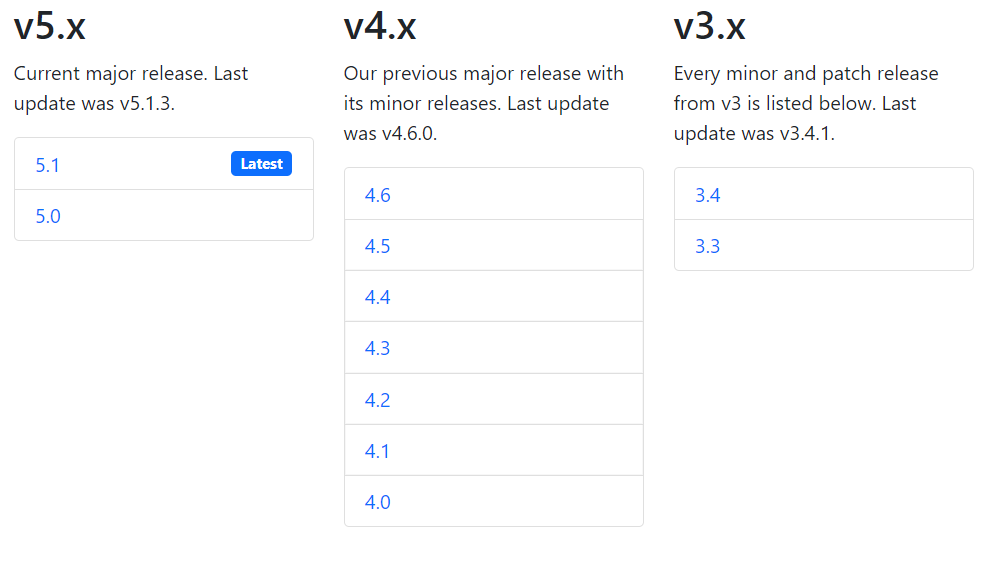 v5.x
Current major release. Last
update was v5.1.3.
5.1
Latest
5.0
v4.x
Our previous major release with
its minor releases. Last update
was v4.6.0.
4.6
4.5
4.4
4.3
4.2
4.1
4.0
v3.x
Every minor and patch release
from v3 is listed below. Last
update was v3.4.1.
3.4
3.3